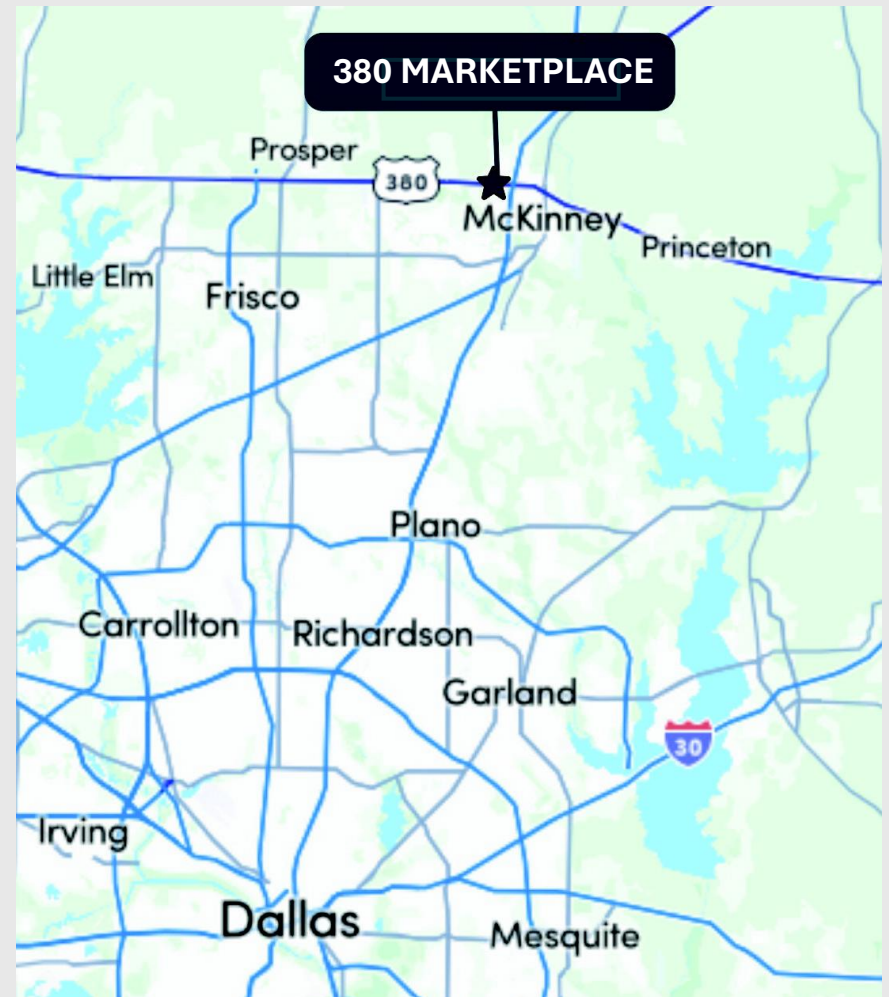 380 MARKETPLACE
Prosper
380
McKinney
Princeton
Little Elm
Frisco
Plano
Carrollton
Richardson
Garland
30
Irving
Dallas
Mesquite